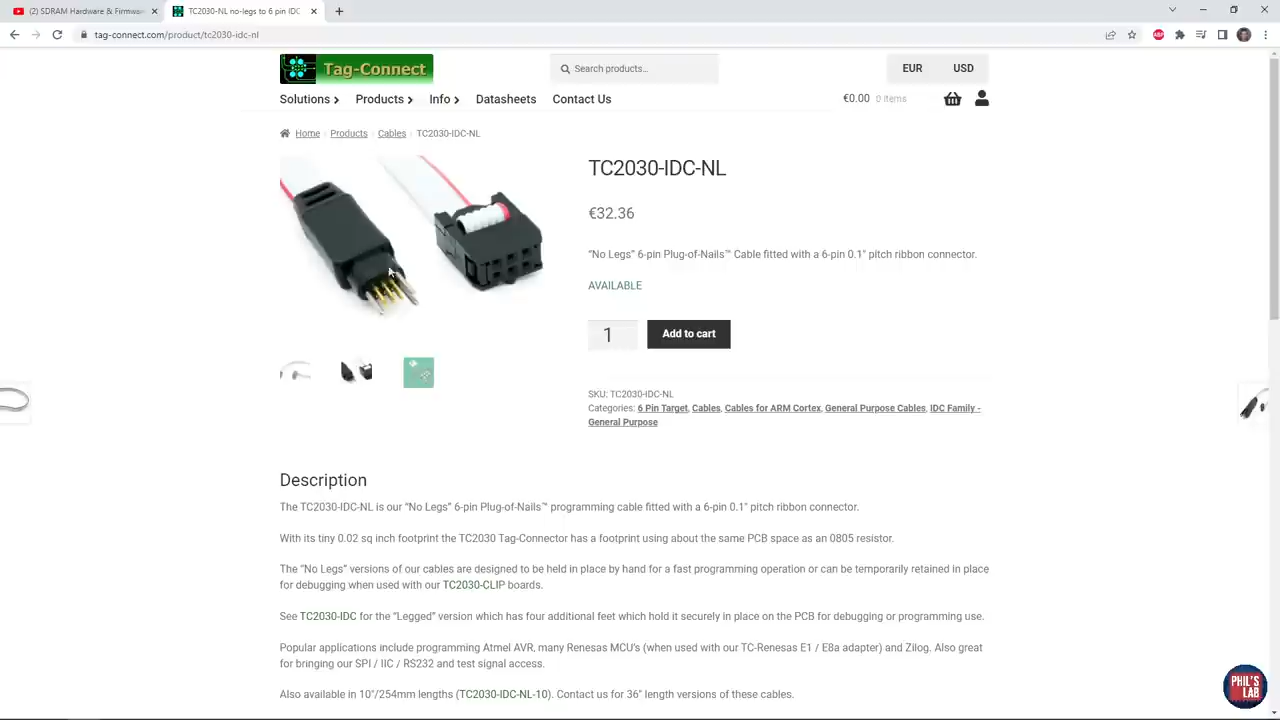 (2) SDRAM Hardware & Firmwa
TC2030-NL no-legs to 6 pin IDC
tag-connect.com/product/tc2030-idc-nl
Tag-Connect
Search products…
EUR
USD
Solutions
Products
Info
Datasheets
Contact Us
€0.00
0 items
Home
Products
Cables
TC2030-IDC-NL
TC2030-IDC-NL
€32.36
“No Legs” 6-pin Plug-of-Nails™ Cable fitted with a 6-pin 0.1" pitch ribbon connector.
AVAILABLE
1
Add to cart
SKU: TC2030-IDC-NL
Categories: 6 Pin Target, Cables, Cables for ARM Cortex, General Purpose Cables, IDC Family -
General Purpose
Description
The TC2030-IDC-NL is our “No Legs” 6-pin Plug-of-Nails™ programming cable fitted with a 6-pin 0.1" pitch ribbon connector.
With its tiny 0.02 sq inch footprint the TC2030 Tag-Connector has a footprint using about the same PCB space as an 0805 resistor.
The “No Legs” versions of our cables are designed to be held in place by hand for a fast programming operation or can be temporarily retained in place
for debugging when used with our TC2030-CLIP boards.
See TC2030-IDC for the “Legged” version which has four additional feet which hold it securely in place on the PCB for debugging or programming use.
Popular applications include programming Atmel AVR, many Renesas MCU’s (when used with our TC-Renesas E1 / E8a adapter) and Zilog. Also great
for bringing our SPI / IIC / RS232 and test signal access.
Also available in 10"/254mm lengths (TC2030-IDC-NL-10). Contact us for 36" length versions of these cables.
PHIL'S
LAB